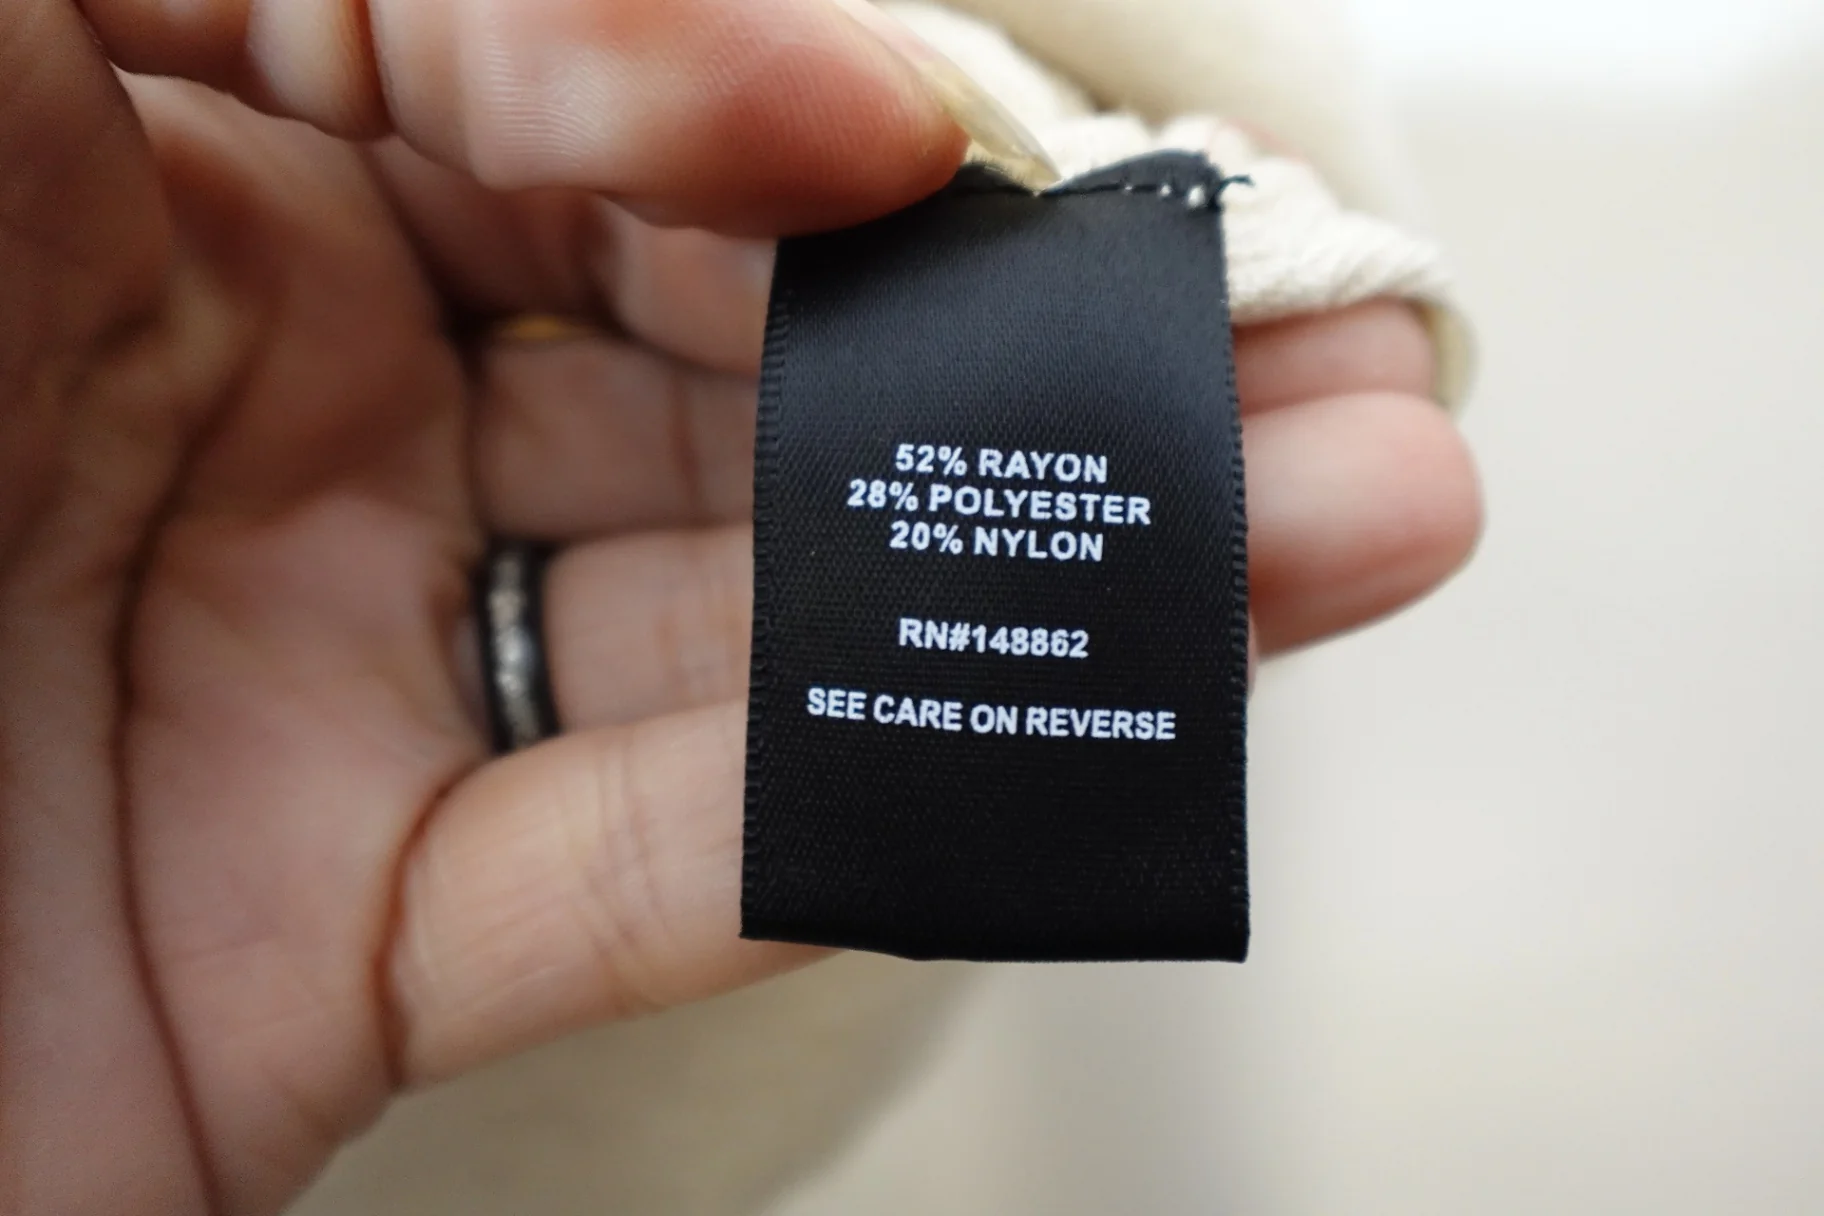 52% RAYON
28% POLYESTER
20% NYLON
RN#148862
SEE CARE ON REVERSE